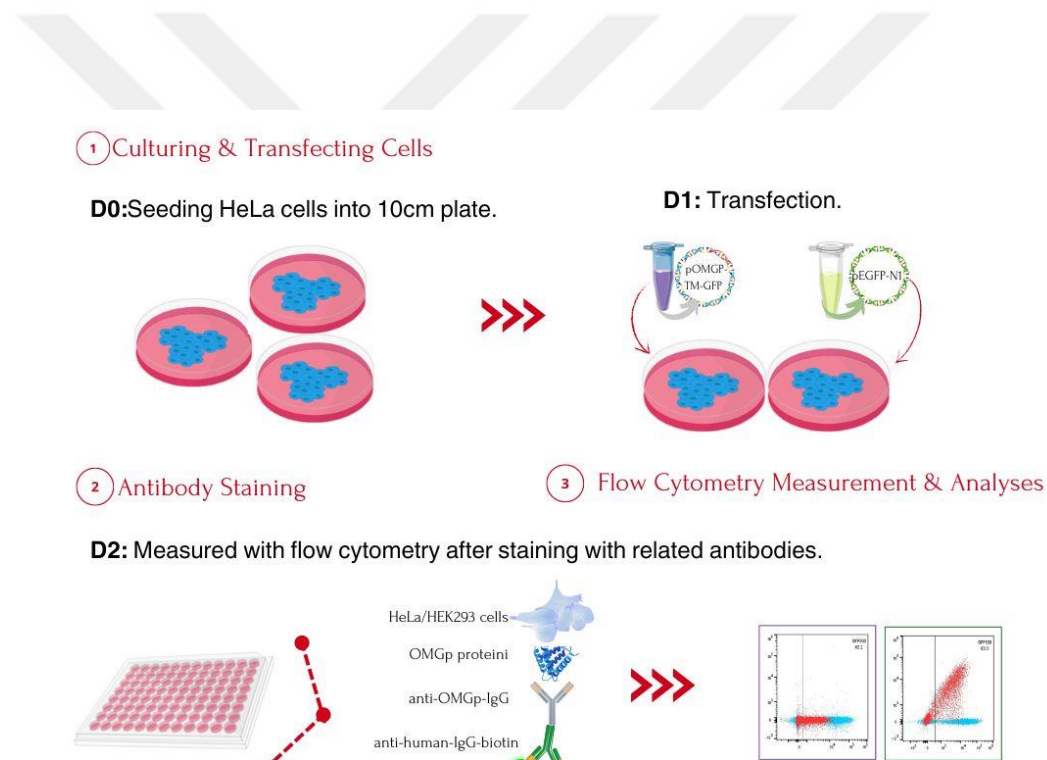 1 Culturing & Transfecting Cells
D0:Seeding HeLa cells into 10cm plate.
D1: Transfection.
pOMGP-
TM-GFP
pEGFP-N1
2 Antibody Staining
3 Flow Cytometry Measurement & Analyses
D2: Measured with flow cytometry after staining with related antibodies.
HeLa/HEK293 cells
OMGp proteini
anti-OMGp-IgG
anti-human-IgG-biotin